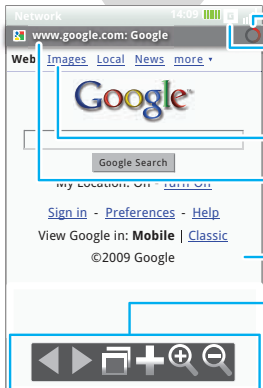 Network 14:09
www.google.com: Google
Web Images Local News more
Google
Google Search
My Location: On - Turn Off
Sign in - Preferences - Help
View Google in: Mobile | Classic
©2009 Google